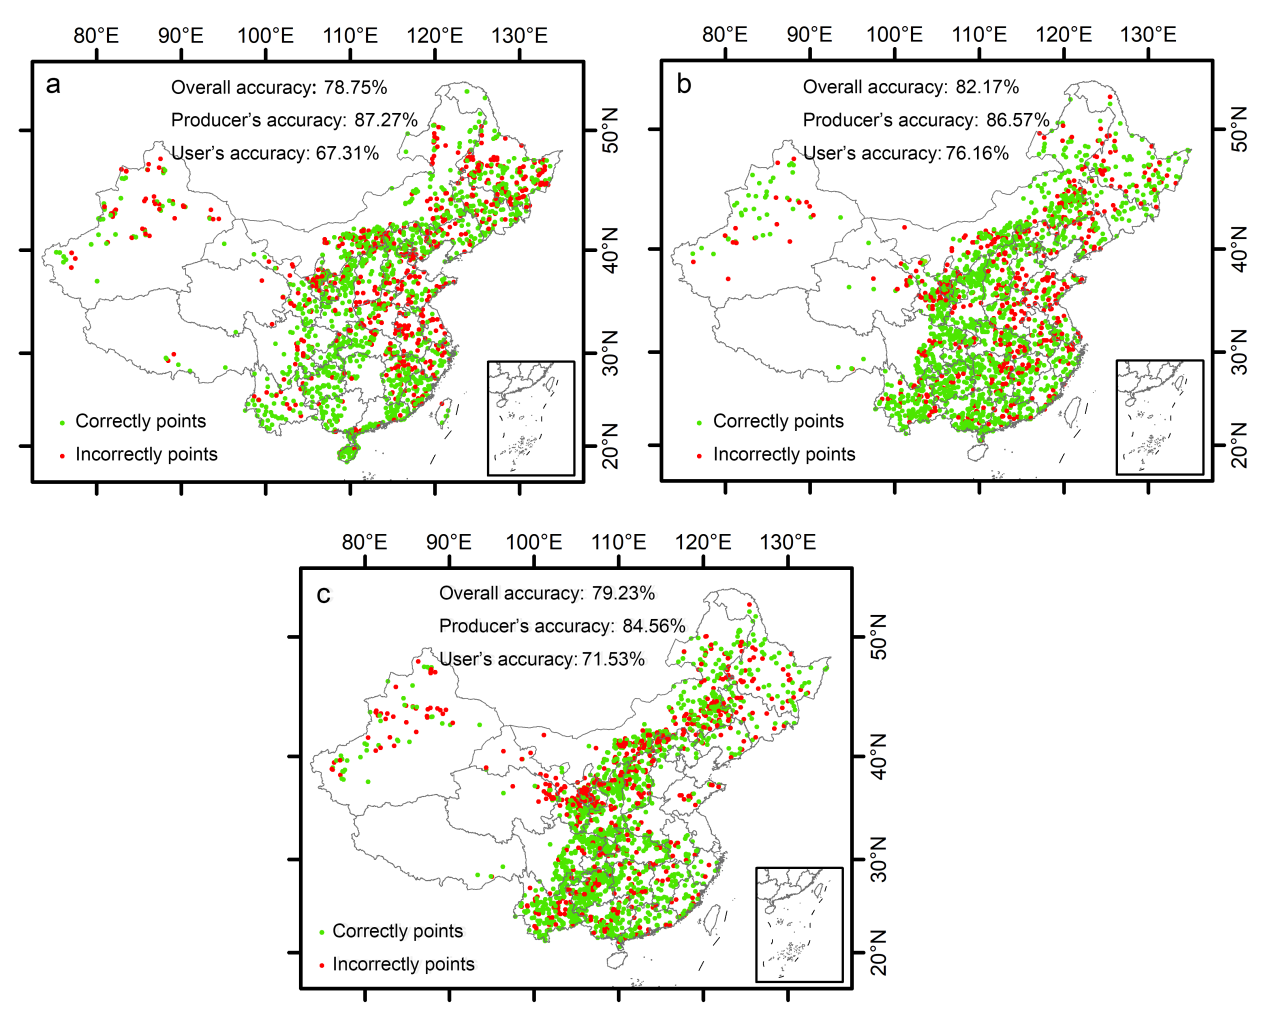 80°E 90°E 100°E 110°E 120°E 130°E
a
Overall accuracy: 78.75%
Producer's accuracy: 87.27%
User's accuracy: 67.31%
50°N
40°N
30°N
20°N
Correctly points
Incorrectly points
80°E 90°E 100°E 110°E 120°E 130°E
b
Overall accuracy: 82.17%
Producer's accuracy: 86.57%
User's accuracy: 76.16%
50°N
40°N
30°N
20°N
Correctly points
Incorrectly points
80°E 90°E 100°E 110°E 120°E 130°E
c
Overall accuracy: 79.23%
Producer's accuracy: 84.56%
User's accuracy: 71.53%
50°N
40°N
30°N
20°N
Correctly points
Incorrectly points